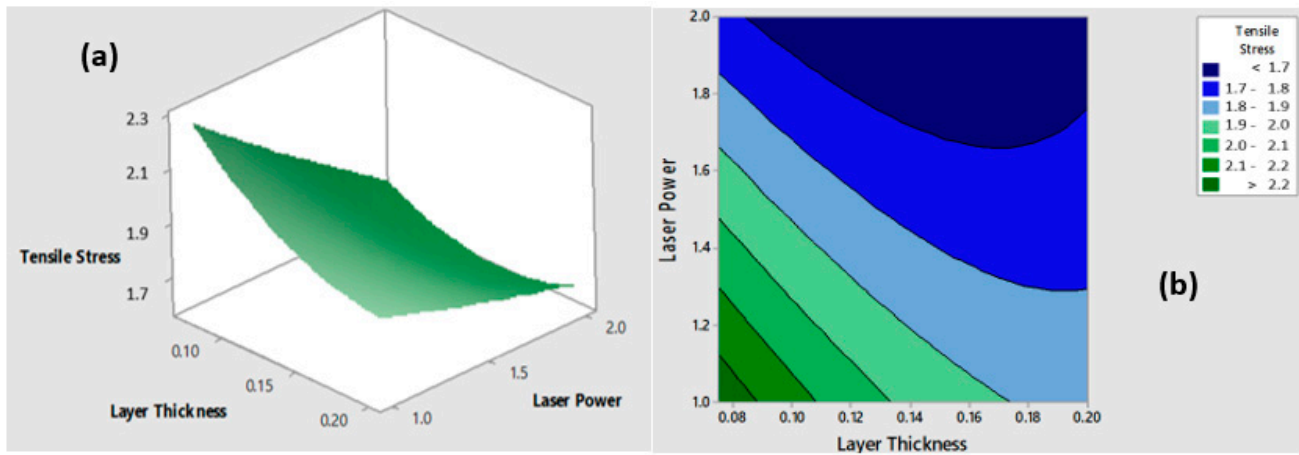 (a)
2.3
2.1
1.9
1.7
Tensile Stress
0.10
0.15
0.20
Layer Thickness
1.0
1.5
2.0
Laser Power
2.0
1.8
1.6
1.4
1.2
1.0
Laser Power
0.08 0.10 0.12 0.14 0.16 0.18 0.20
Layer Thickness
Tensile
Stress
< 1.7
1.7 - 1.8
1.8 - 1.9
1.9 - 2.0
2.0 - 2.1
2.1 - 2.2
> 2.2
(b)